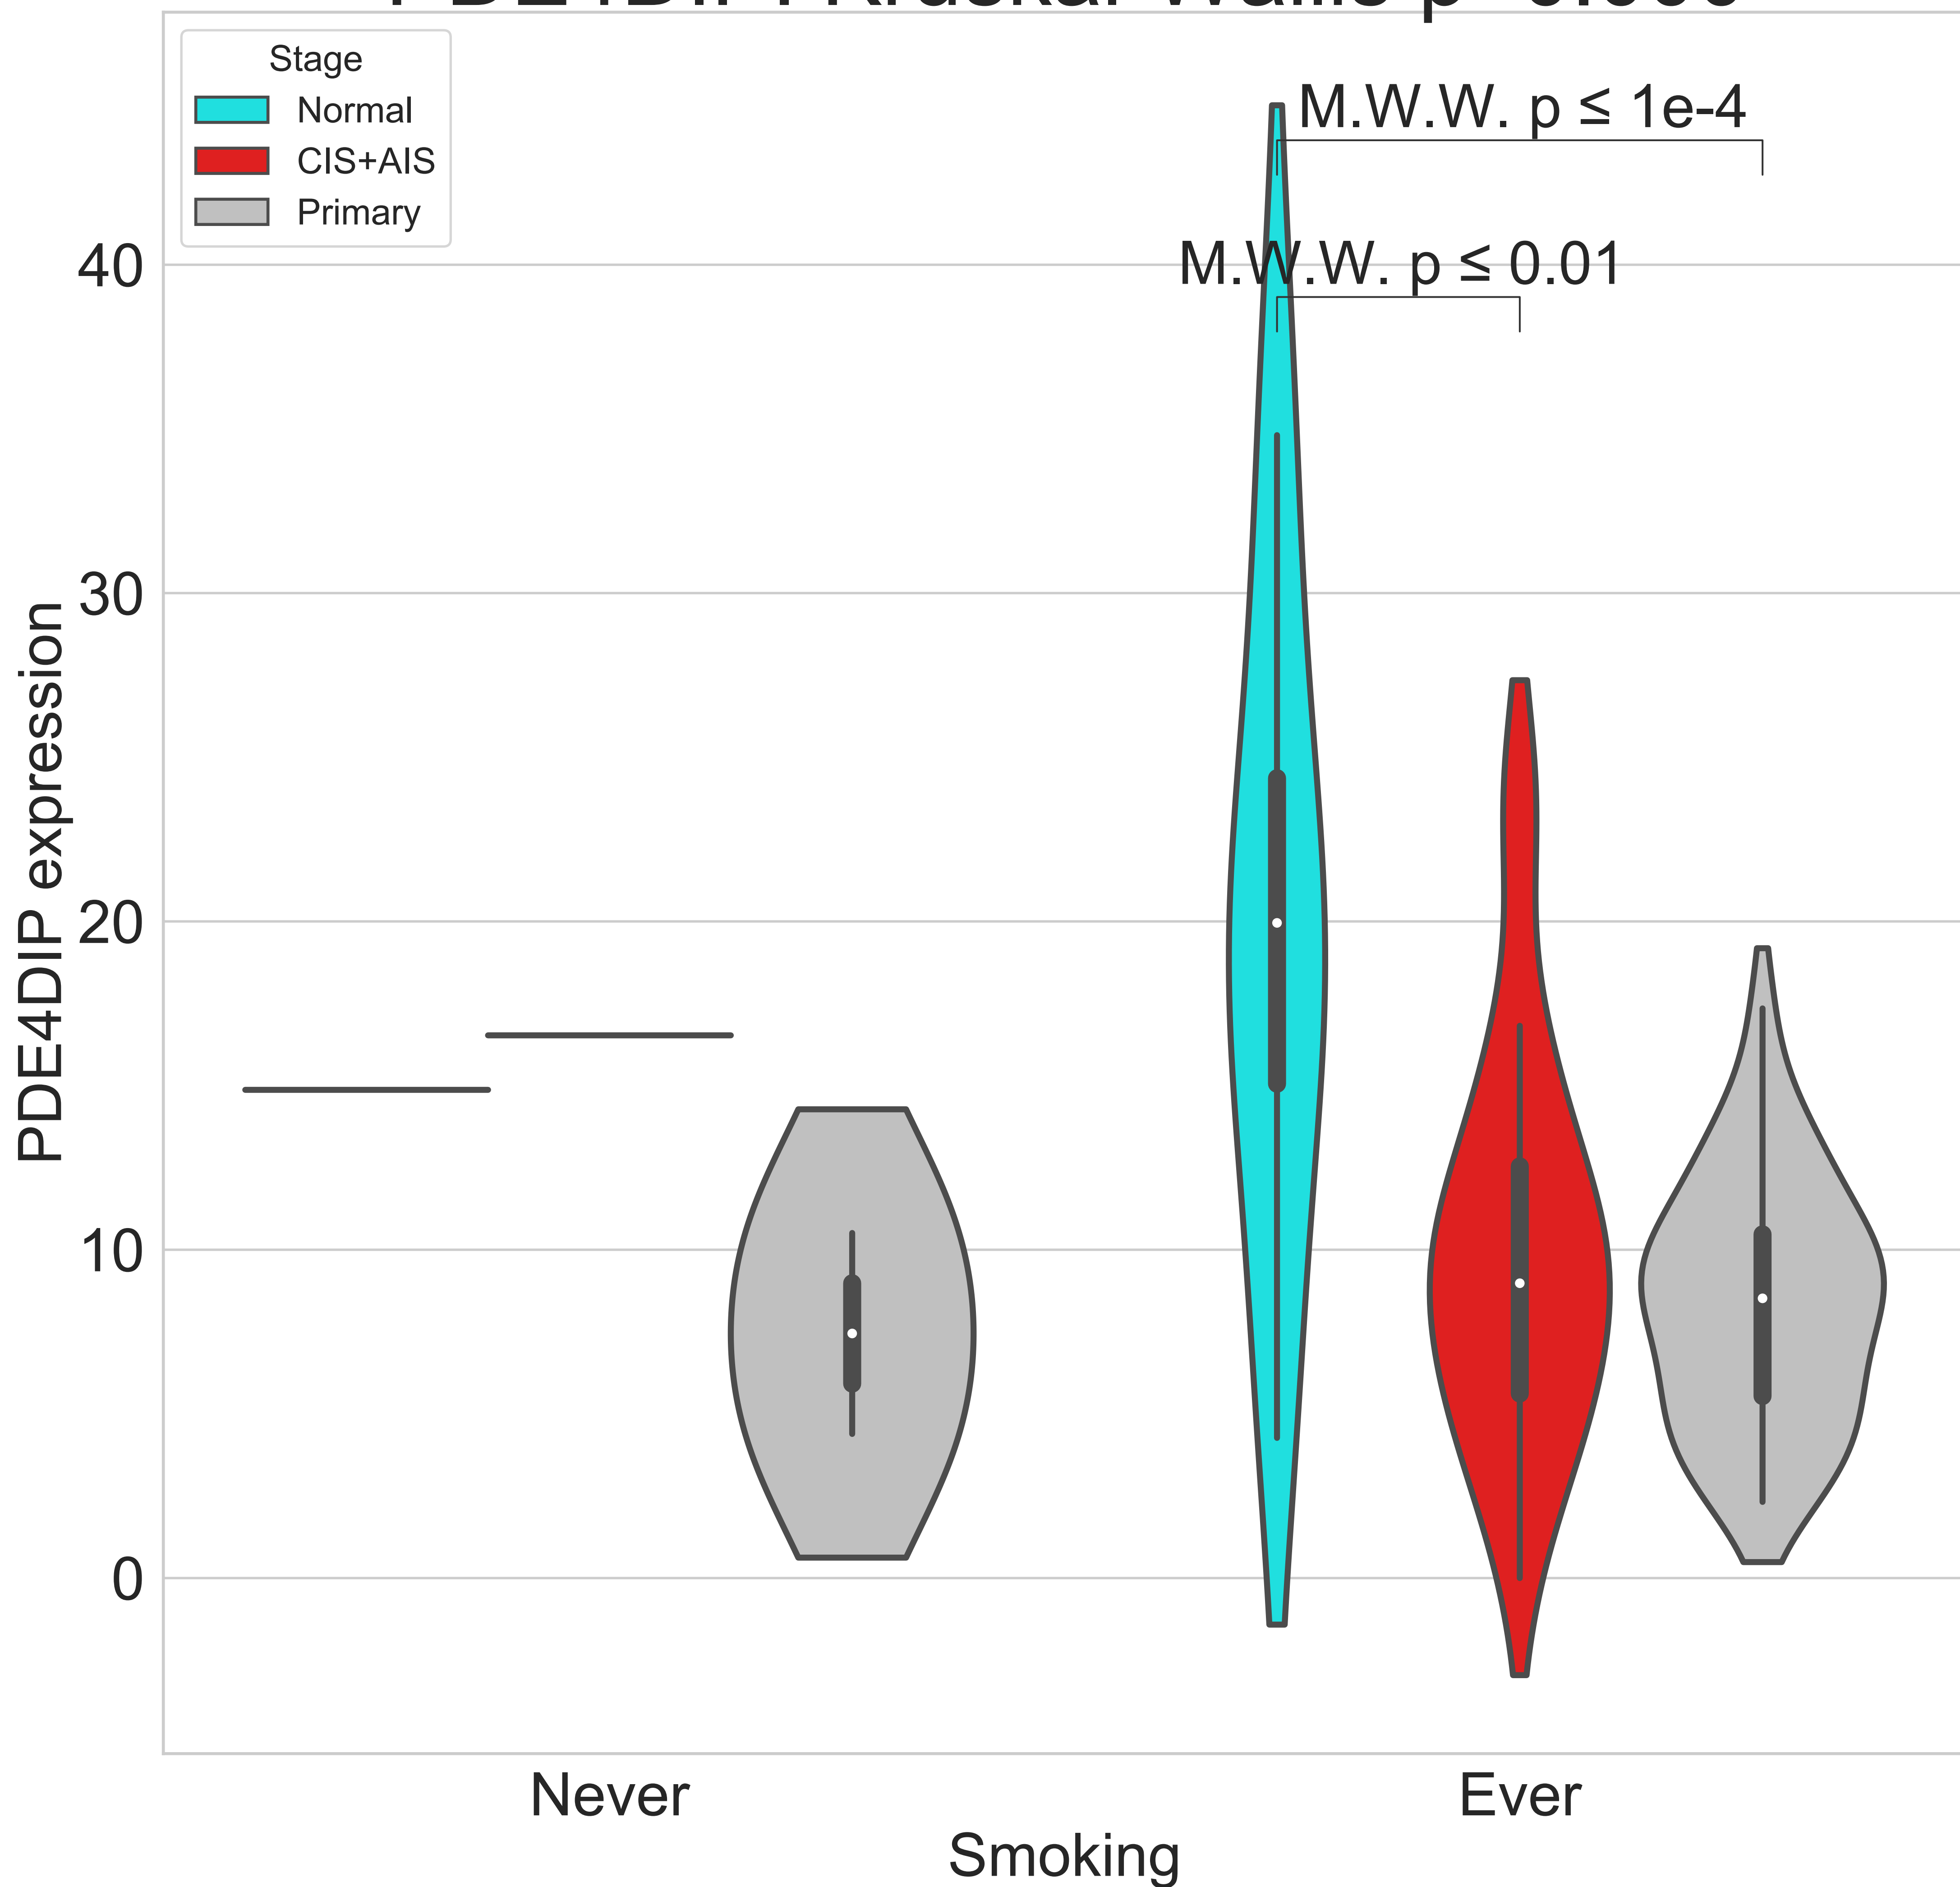 Stage
Normal
CIS+AIS
Primary
M.W.W. p ≤ 1e-4
M.W.W. p ≤ 0.01
40
30
20
10
0
PDE4DIP expression
Never
Ever
Smoking